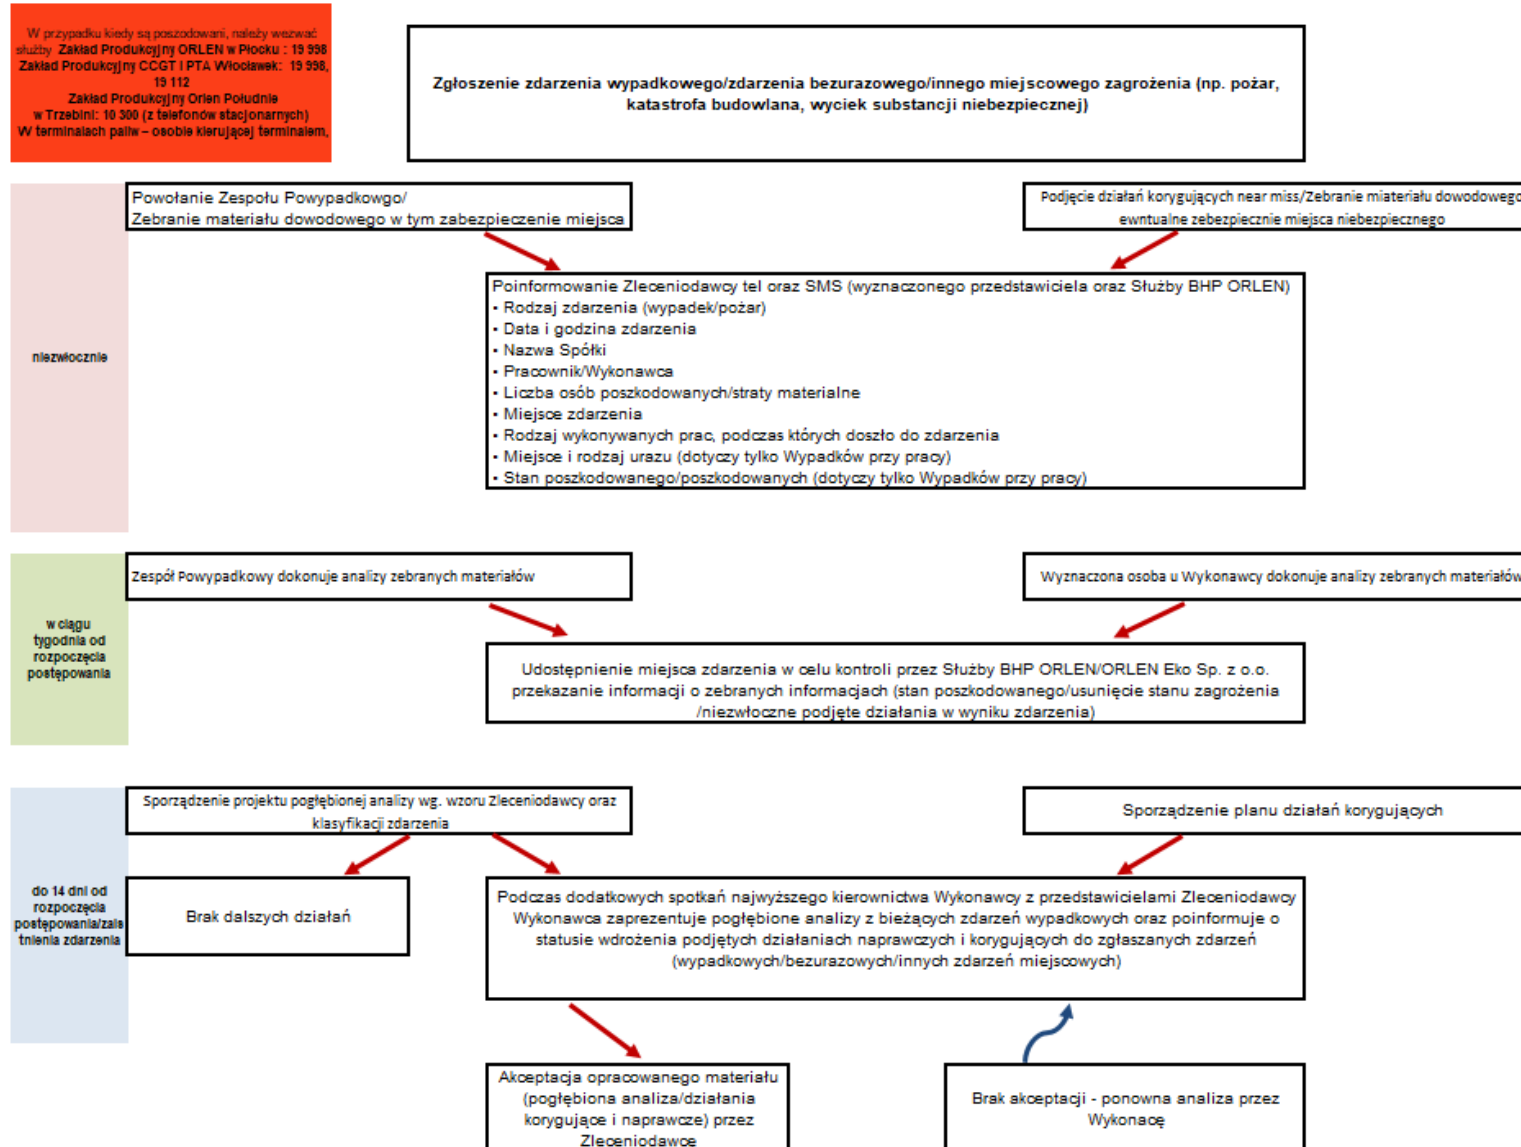 W przypadku kiedy są poszodowani, należy wezwać
służby Zakład Produkcyjny ORLEN w Płocku : 19 998
Zakład Produkcyjny CCGT i PTA Włocławek: 19 998,
19 112
Zakład Produkcyjny Orlen Południe
w Trzebini: 10 300 (z telefonów stacjonarnych)
W terminalach paliw – osobie kierującej terminalem,
Zgłoszenie zdarzenia wypadkowego/zdarzenia bezurazowego/innego miejscowego zagrożenia (np. pożar,
katastrofa budowlana, wyciek substancji niebezpiecznej)
niezwłocznie
Powołanie Zespołu Powypadkowgo/
Zebranie materiału dowodowego w tym zabezpieczenie miejsca
Podjęcie działań korygujących near miss/Zebranie miateriału dowodowego
ewntualne zebezpiecznie miejsca niebezpiecznego
Poinformowanie Zleceniodawcy tel oraz SMS (wyznaczonego przedstawiciela oraz Służby BHP ORLEN)
• Rodzaj zdarzenia (wypadek/pożar)
• Data i godzina zdarzenia
• Nazwa Spółki
• Pracownik/Wykonawca
• Liczba osób poszkodowanych/straty materialne
• Miejsce zdarzenia
• Rodzaj wykonywanych prac, podczas których doszło do zdarzenia
• Miejsce i rodzaj urazu (dotyczy tylko Wypadków przy pracy)
• Stan poszkodowanego/poszkodowanych (dotyczy tylko Wypadków przy pracy)
w ciągu
tygodnia od
rozpoczęcia
postępowania
Zespół Powypadkowy dokonuje analizy zebranych materiałów
Wyznaczona osoba u Wykonawcy dokonuje analizy zebranych materiałów
Udostępnienie miejsca zdarzenia w celu kontroli przez Służby BHP ORLEN/ORLEN Eko Sp. z o.o.
przekazanie informacji o zebranych informacjach (stan poszkodowanego/usunięcie stanu zagrożenia
/niezwłoczne podjęte działania w wyniku zdarzenia)
do 14 dni od
rozpoczęcia
postępowania/zais
tnienia zdarzenia
Sporządzenie projektu pogłębionej analizy wg. wzoru Zleceniodawcy oraz
klasyfikacji zdarzenia
Sporządzenie planu działań korygujących
Brak dalszych działań
Podczas dodatkowych spotkań najwyższego kierownictwa Wykonawcy z przedstawicielami Zleceniodawcy
Wykonawca zaprezentuje pogłębione analizy z bieżących zdarzeń wypadkowych oraz poinformuje o
statusie wdrożenia podjętych działaniach naprawczych i korygujących do zgłaszanych zdarzeń
(wypadkowych/bezurazowych/innych zdarzeń miejscowych)
Akceptacja opracowanego materiału
(pogłębiona analiza/działania
korygujące i naprawcze) przez
Zleceniodawcę
Brak akceptacji - ponowna analiza przez
Wykonacę